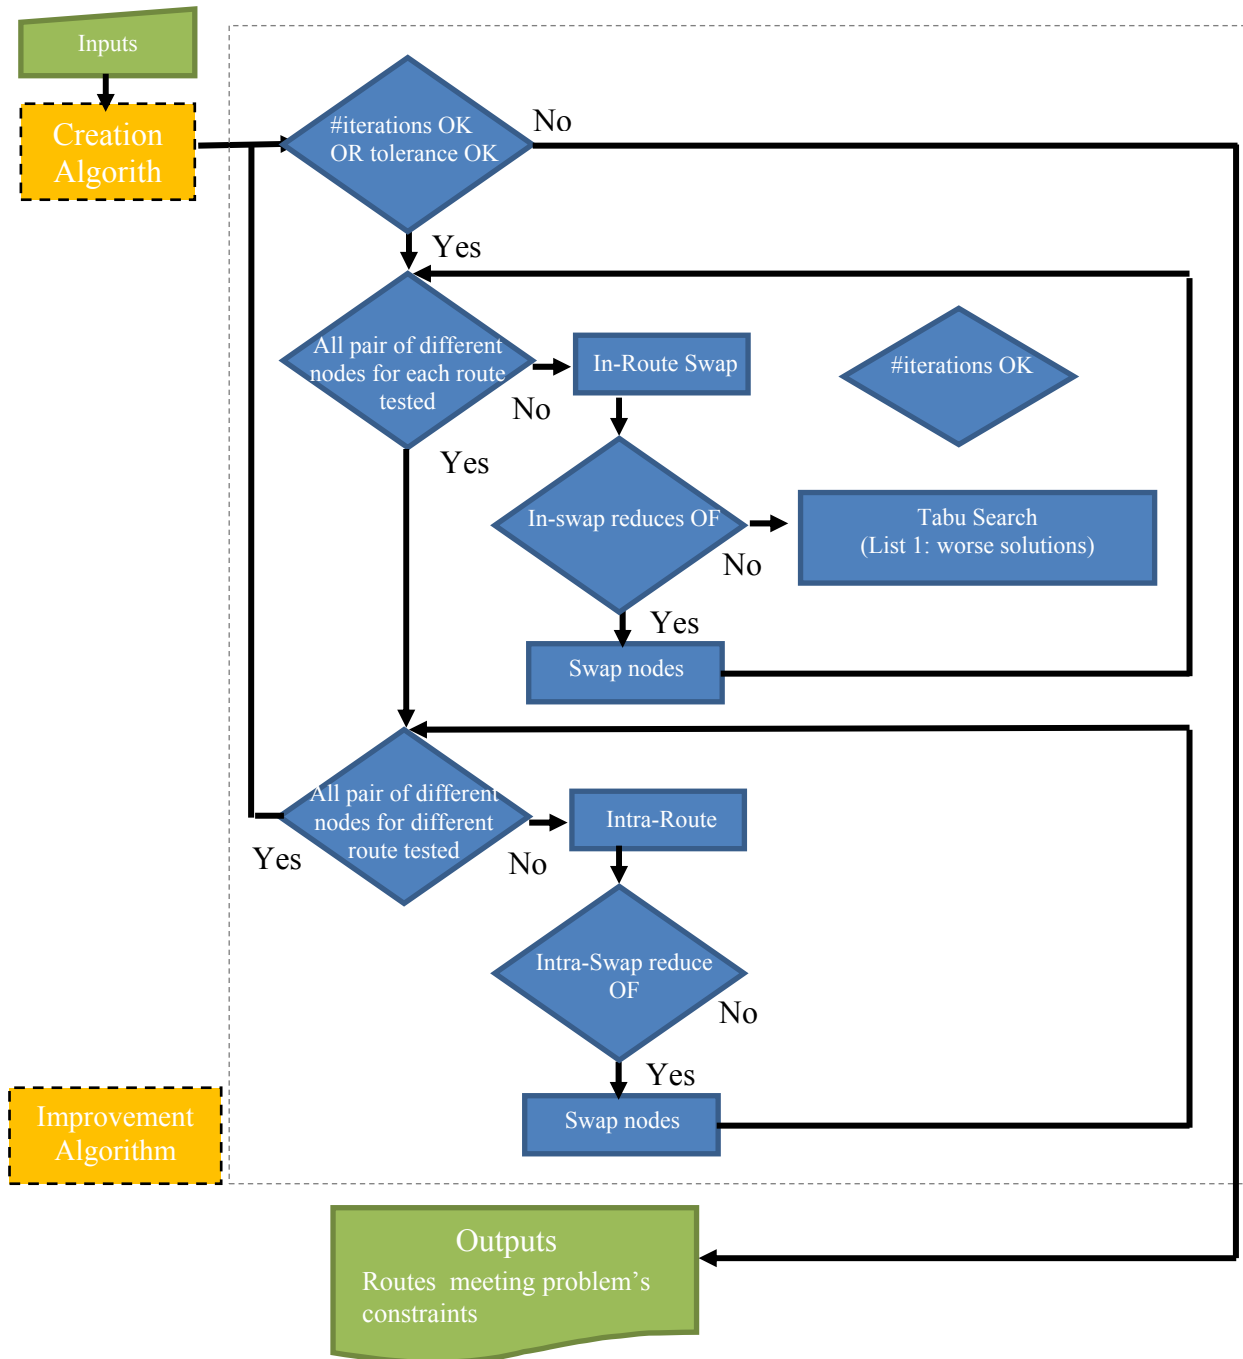 Inputs
Creation
Algorith
#iterations OK
OR tolerance OK
No
Yes
All pair of different
nodes for each route
tested
No
Yes
In-Route Swap
#iterations OK
In-swap reduces OF
No
Yes
Tabu Search
(List 1: worse solutions)
Swap nodes
All pair of different
nodes for different
route tested
Yes
No
Intra-Route
Intra-Swap reduce
OF
No
Yes
Swap nodes
Improvement
Algorithm
Outputs
Routes meeting problem’s
constraints